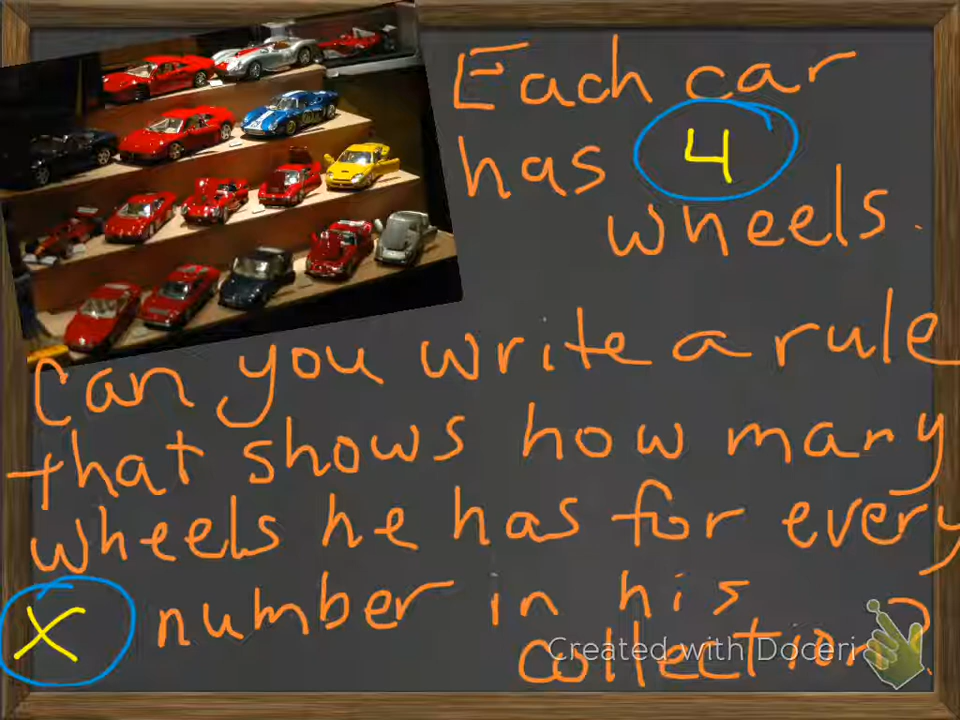 Each car
has 4
wheels.
Can you write a rule
that shows how many
wheels he has for every
X number in his
collection?
Created with Doceri